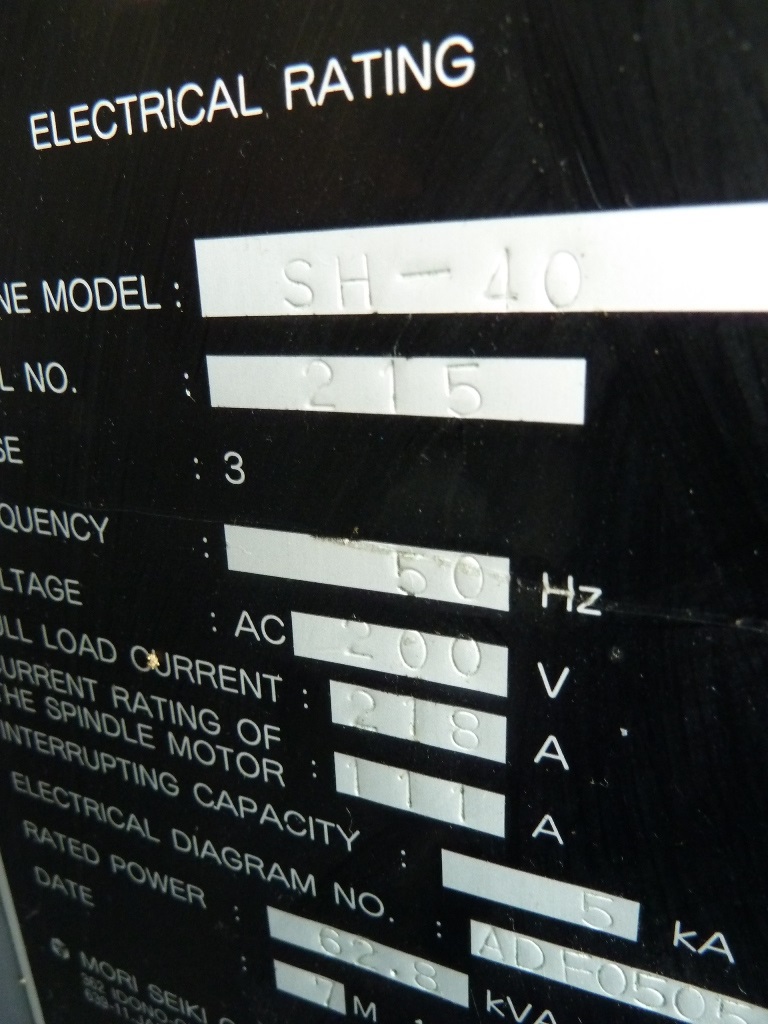 ELECTRICAL RATING
NE MODEL : SH-40
L NO. : 215
SE : 3
QUENCY : 50 Hz
LTAGE : AC 200 V
ULL LOAD CURRENT : 218 A
CURRENT RATING OF
THE SPINDLE MOTOR : 111 A
INTERRUPTING CAPACITY : 5 kA
ELECTRICAL DIAGRAM NO. : ADF0505
RATED POWER : 62.8 kVA
DATE : 7 M
MORI SEIKI